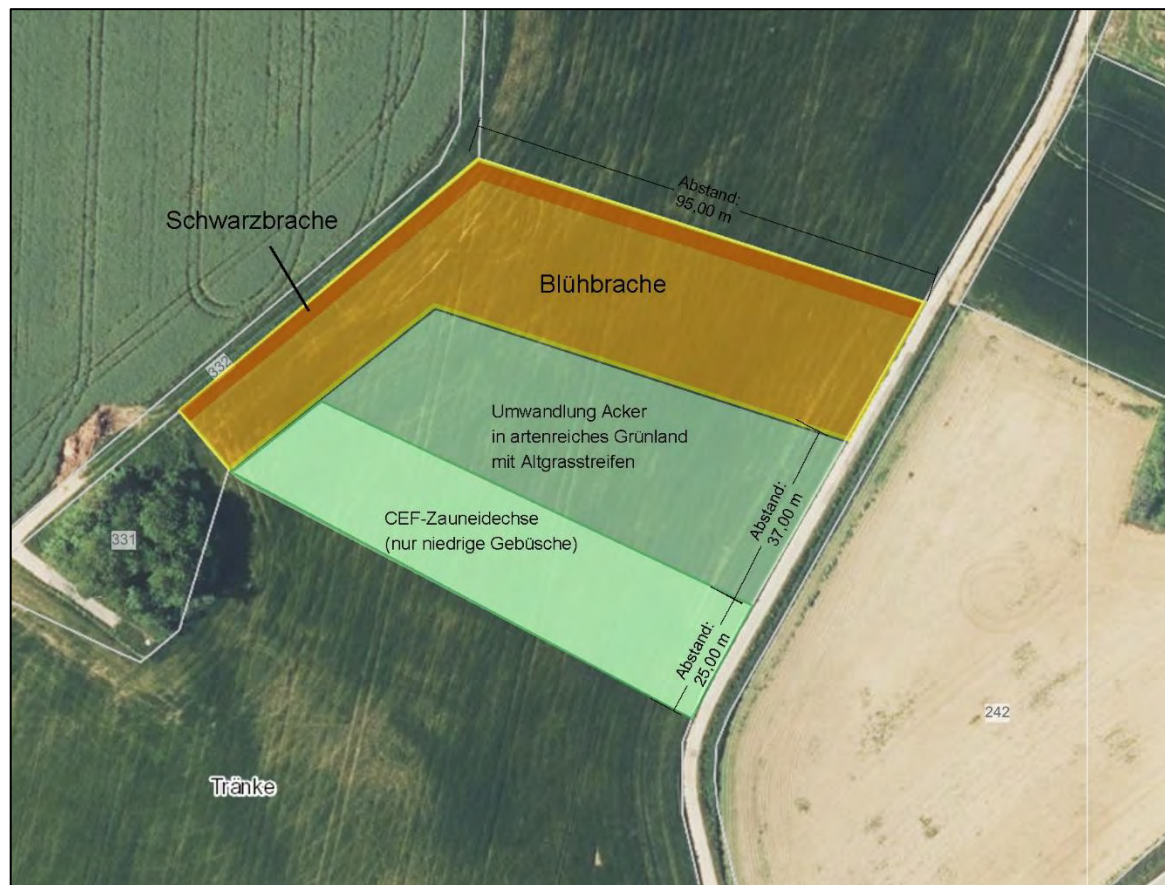 Abstand:
95,00 m
Schwarzbrache
Blühbrache
332
Umwandlung Acker
in artenreiches Grünland
mit Altgrasstreifen
Abstand:
37,00 m
CEF-Zauneidechse
(nur niedrige Gebüsche)
331
Abstand:
25,00 m
242
Tränke